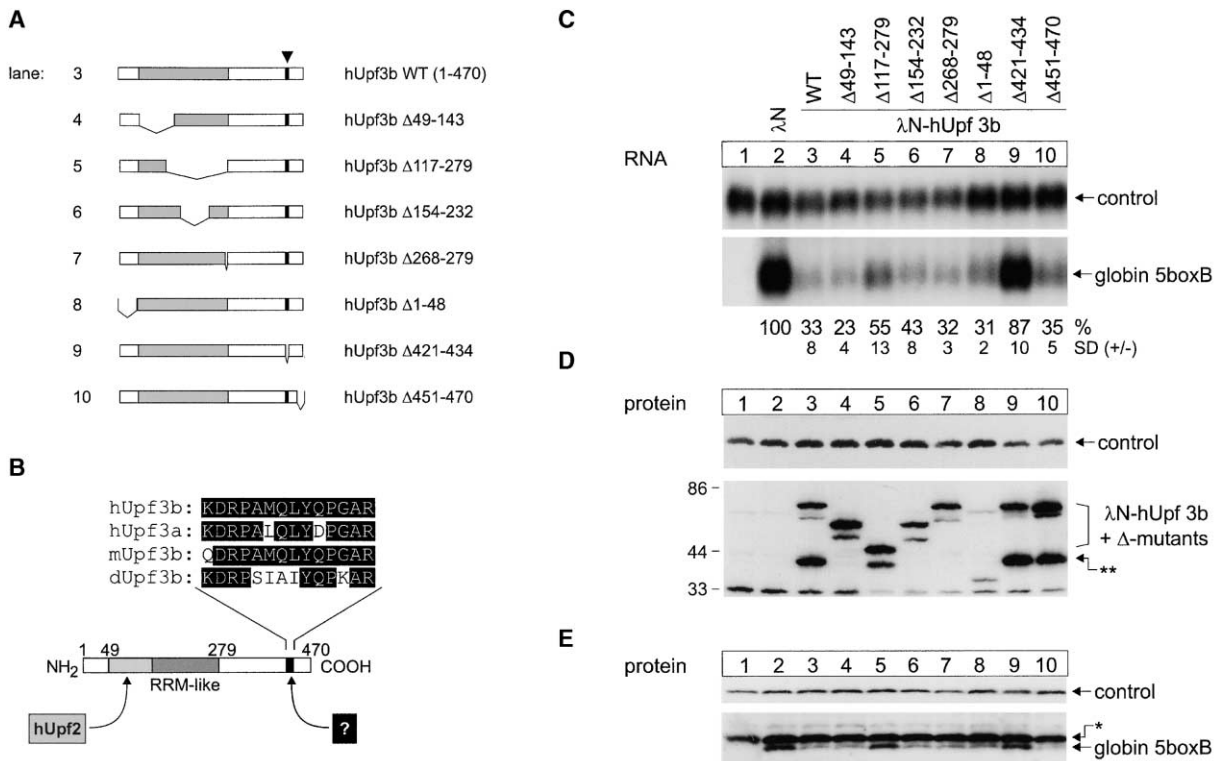 A
lane: 3 hUpf3b WT (1-470)
4 hUpf3b Δ49-143
5 hUpf3b Δ117-279
6 hUpf3b Δ154-232
7 hUpf3b Δ268-279
8 hUpf3b Δ1-48
9 hUpf3b Δ421-434
10 hUpf3b Δ451-470
B
hUpf3b: KDRPAMQLYQPGAR
hUpf3a: KDRPALQLYDPGAR
mUpf3b: QDRPAMQLYQPGAR
dUpf3b: KDRPSIAIYQPKAR
1 49 279 470
NH2 COOH
RRM-like
hUpf2 ?
C
λN WT Δ49-143 Δ117-279 Δ154-232 Δ268-279 Δ1-48 Δ421-434 Δ451-470
λN-hUpf 3b
RNA 1 2 3 4 5 6 7 8 9 10
control
globin 5boxB
100 33 23 55 43 32 31 87 35 %
8 4 13 8 3 2 10 5 SD (+/-)
D
protein 1 2 3 4 5 6 7 8 9 10
control
86
λN-hUpf 3b
+ Δ-mutants
44
**
33
E
protein 1 2 3 4 5 6 7 8 9 10
control
*
globin 5boxB